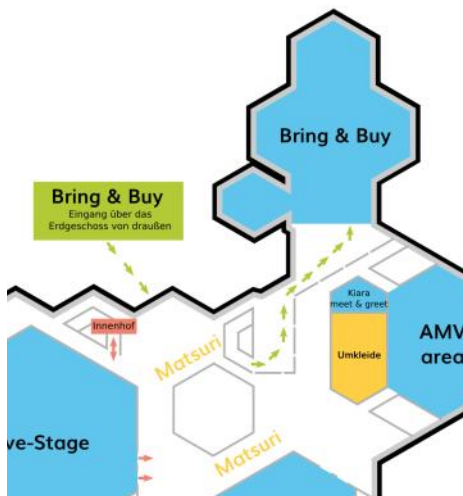 Bring & Buy
Bring & Buy
Eingang über das
Erdgeschoss von draußen
Kiara
meet & greet
Innenhof
AMV
area
Matsuri
Umkleide
ve-Stage
Matsuri